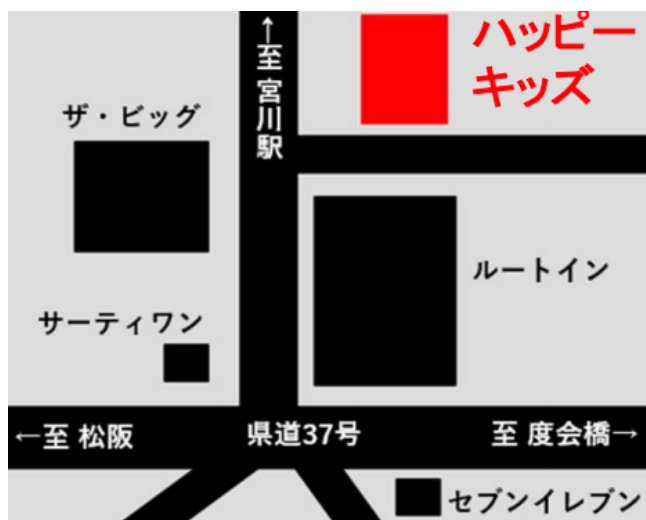 ハッピー
キッズ
↑至 宮川駅
ザ・ビッグ
ルートイン
サーティワン
←至 松阪
県道37号
至 度会橋→
セブンイレブン